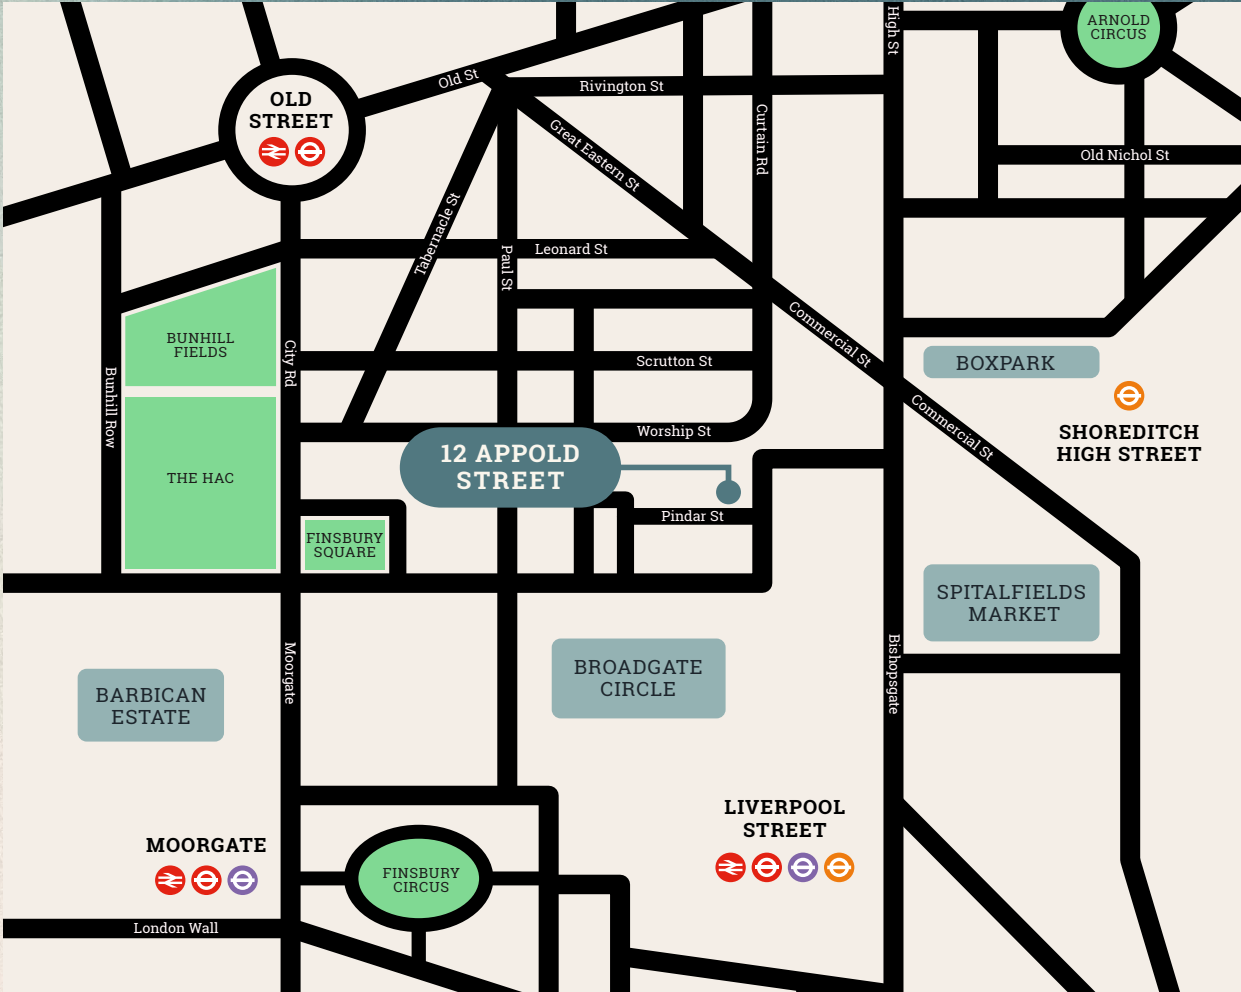 High St
ARNOLD
CIRCUS
Old St
Rivington St
OLD
STREET
Curtain Rd
Great Eastern St
Old Nichol St
Tabernacle St
Paul St
Leonard St
Commercial St
BUNHILL
FIELDS
City Rd
Bunhill Row
Scrutton St
BOXPARK
Commercial St
SHOREDITCH
HIGH STREET
Worship St
12 APPOLD
STREET
THE HAC
Pindar St
FINSBURY
SQUARE
SPITALFIELDS
MARKET
Moorgate
Bishopsgate
BROADGATE
CIRCLE
BARBICAN
ESTATE
LIVERPOOL
STREET
MOORGATE
FINSBURY
CIRCUS
London Wall